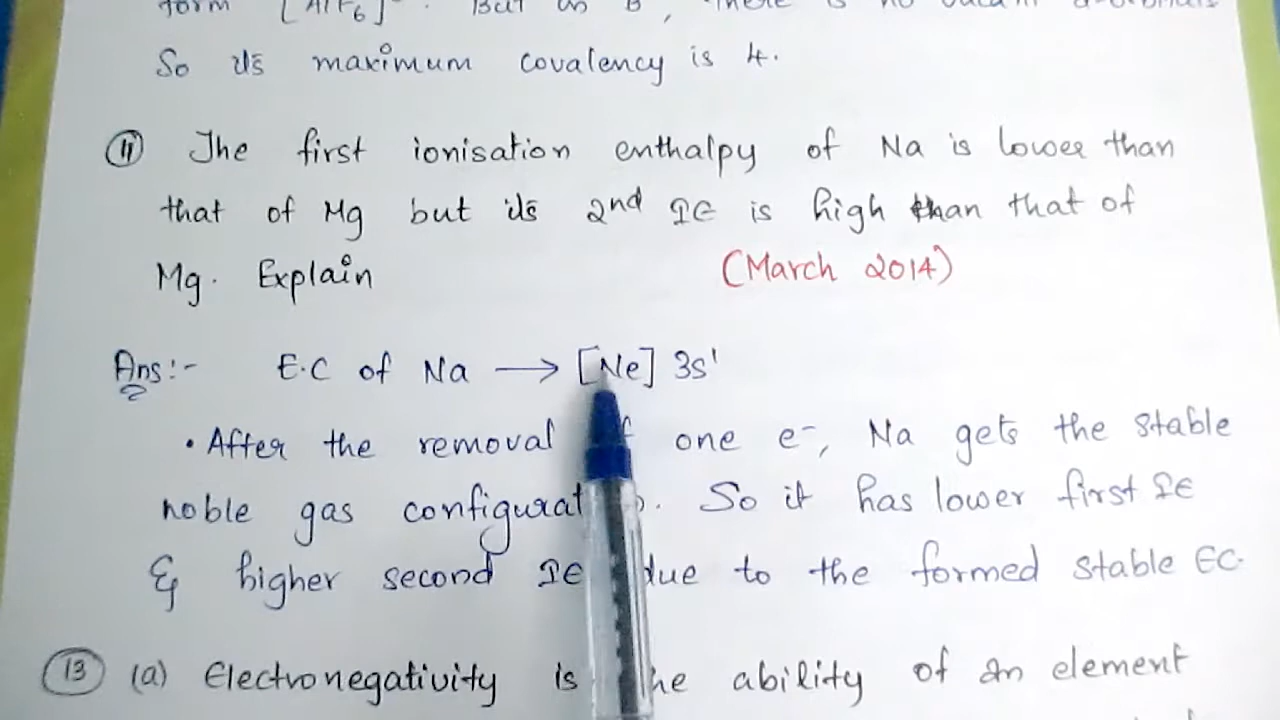 form [AlF6]
So its maximum covalency is 4.
11 The first ionisation enthalpy of Na is lower than
that of Mg but its 2nd IE is high than that of
Mg. Explain (March 2014)
Ans:- E.C of Na → [Ne] 3s¹
• After the removal one e⁻, Na gets the stable
noble gas So it has lower first IE
& higher second IE due to the formed stable EC.
13 (a) Electronegativity is ability of an element